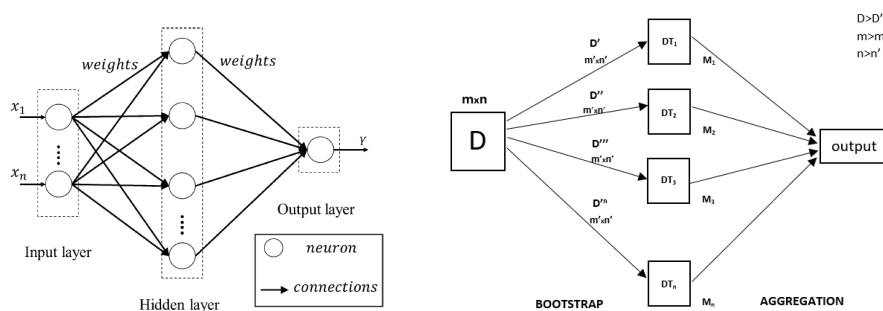 weights
weights
x₁
xₙ
Y
Input layer
Hidden layer
Output layer
neuron
connections
D>D'
m>m
n>n'
mxn
D
D'
m'xn'
D''
m'xn'
D'''
m'xn'
D'ⁿ
m'xn'
DT₁
DT₂
DT₃
DTₙ
M₁
M₂
M₃
Mₙ
output
BOOTSTRAP
AGGREGATION